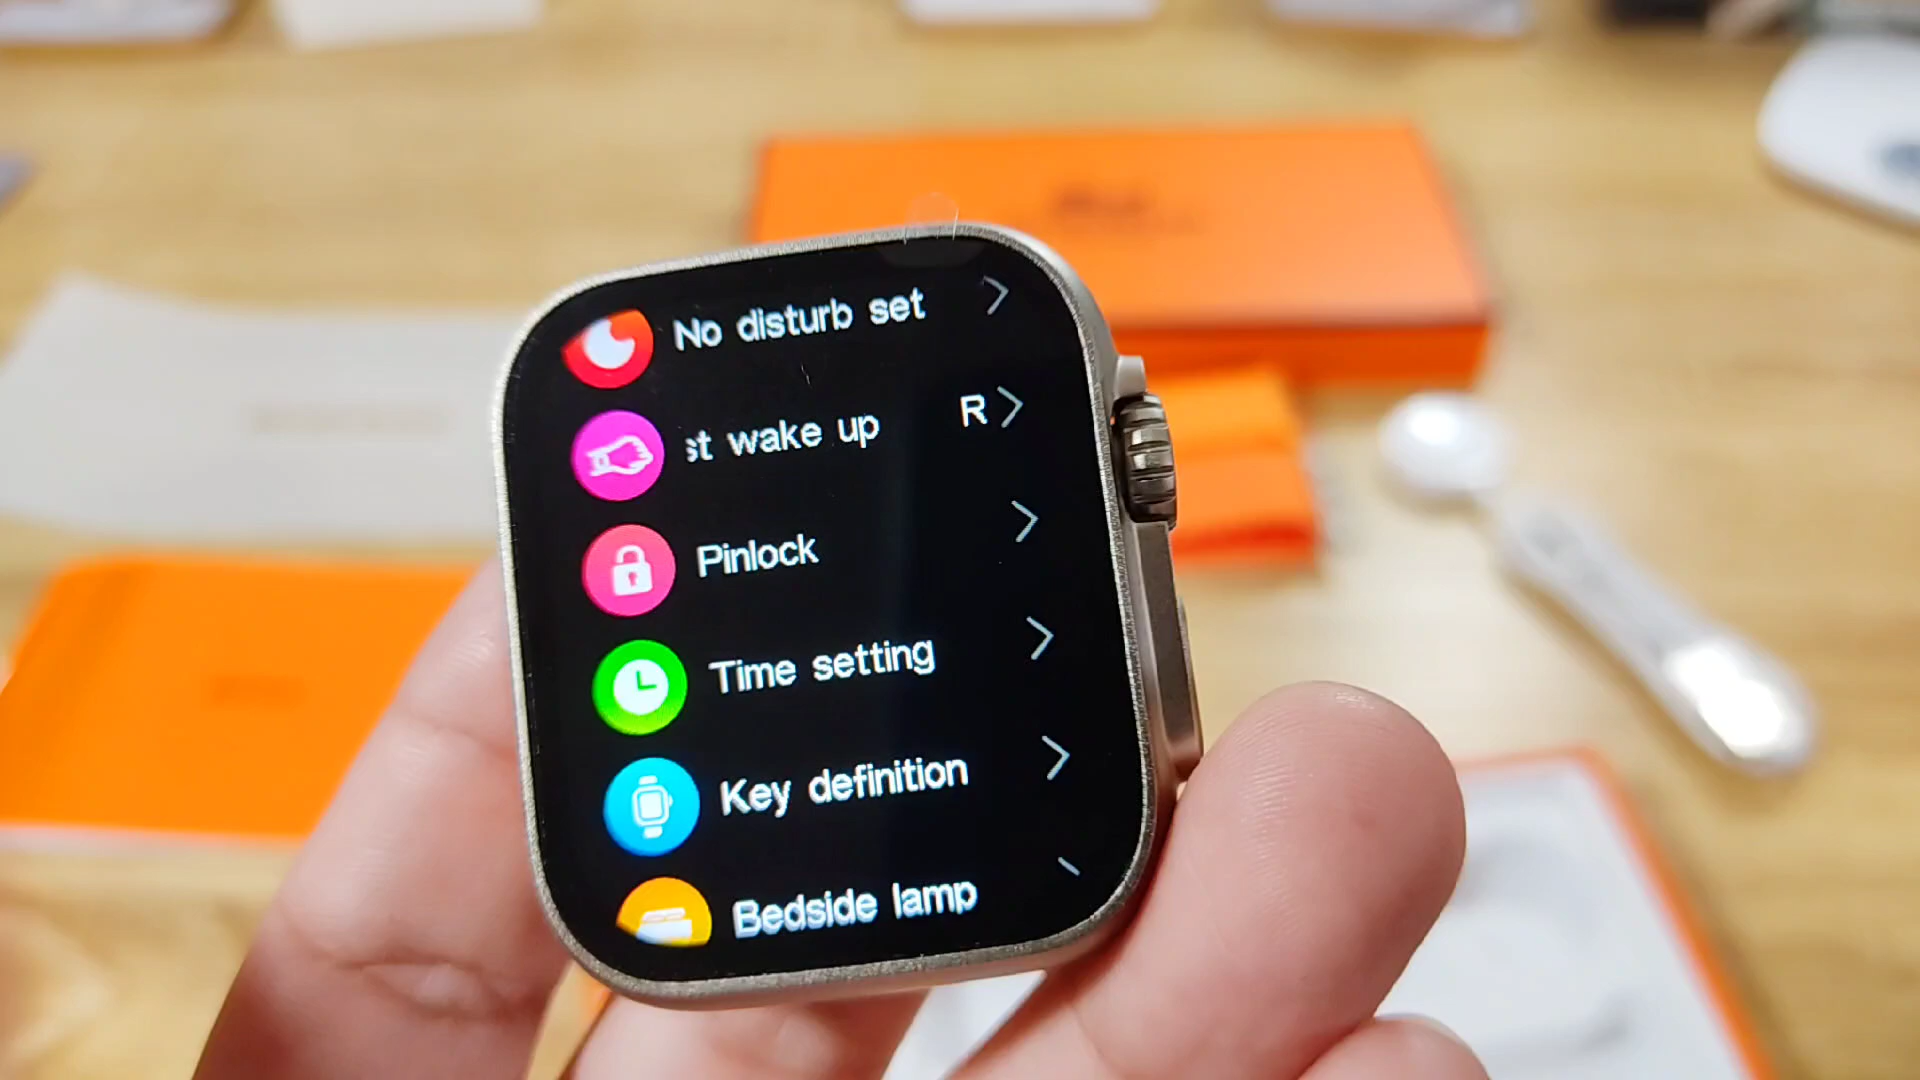 No disturb set
st wake up R
Pinlock
Time setting
Key definition
Bedside lamp